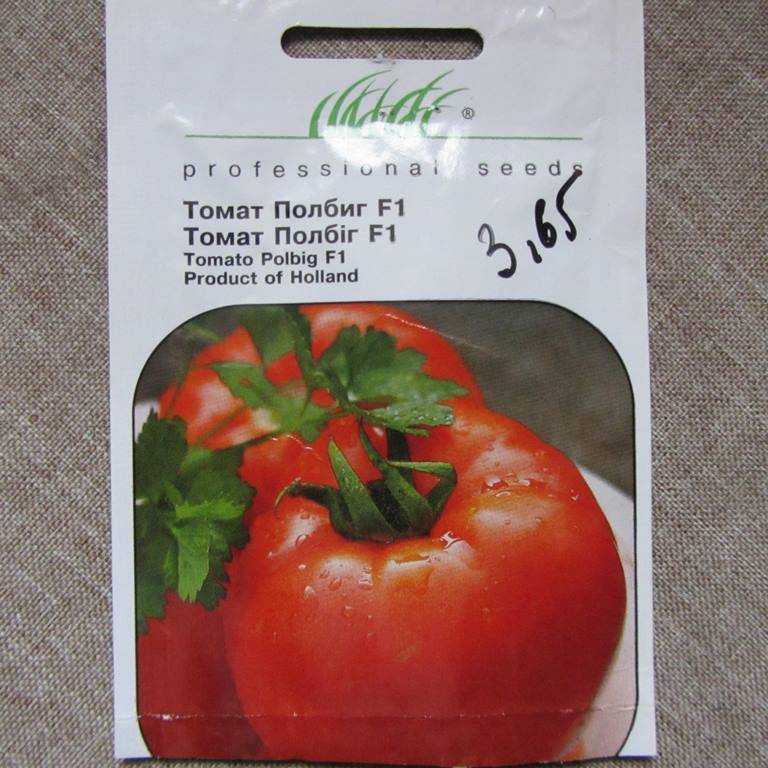 ®
professional seeds
Томат Полбиг F1
Томат Полбіг F1
Tomato Polbig F1
Product of Holland
3,65